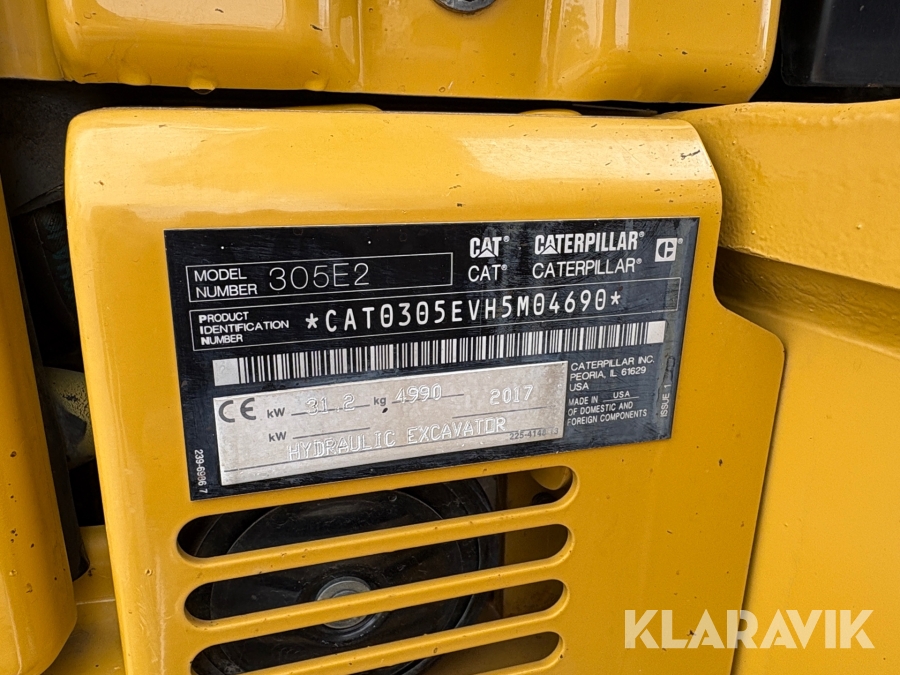 CAT® CATERPILLAR®
CAT® CATERPILLAR®
MODEL NUMBER 305E2
PRODUCT IDENTIFICATION NUMBER *CAT0305EVH5M04690*
CATERPILLAR INC.
PEORIA, IL 61629
USA
MADE IN USA
OF DOMESTIC AND
FOREIGN COMPONENTS
ISSUE 1
CE kW 31.2 kg 4990 2017
kW
HYDRAULIC EXCAVATOR
239-6996 7
KLARAVIK